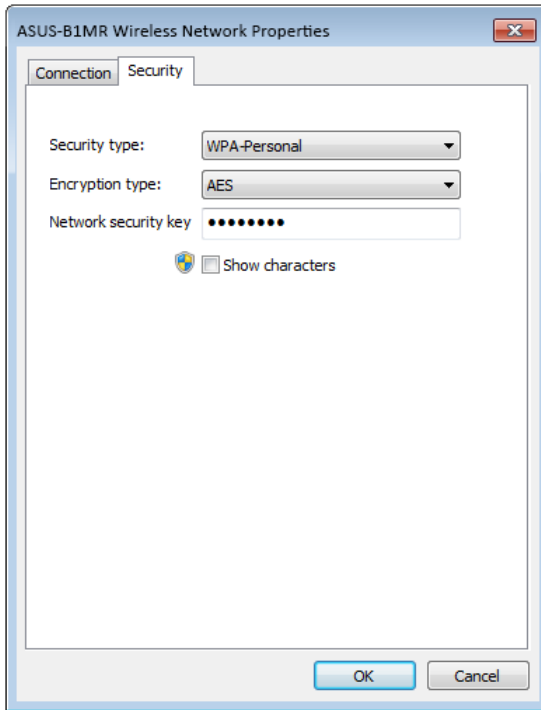 ASUS-B1MR Wireless Network Properties
Connection Security
Security type: WPA-Personal
Encryption type: AES
Network security key ••••••••
Show characters
OK Cancel